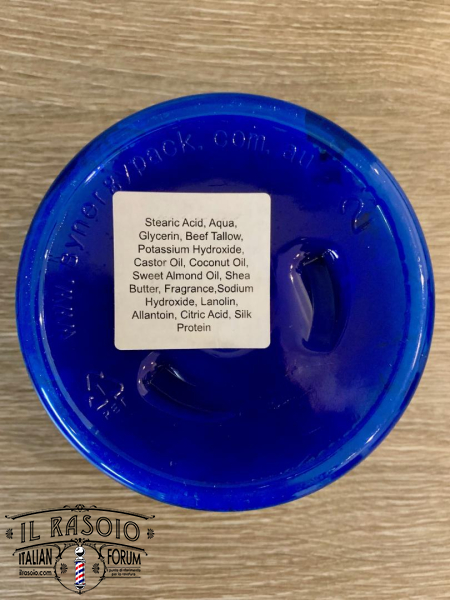 www.synergypack.com.au
Stearic Acid, Aqua,
Glycerin, Beef Tallow,
Potassium Hydroxide,
Castor Oil, Coconut Oil,
Sweet Almond Oil, Shea
Butter, Fragrance,Sodium
Hydroxide, Lanolin,
Allantoin, Citric Acid, Silk
Protein
PET
IL RASOIO
ITALIAN FORUM
ilrasoio.com